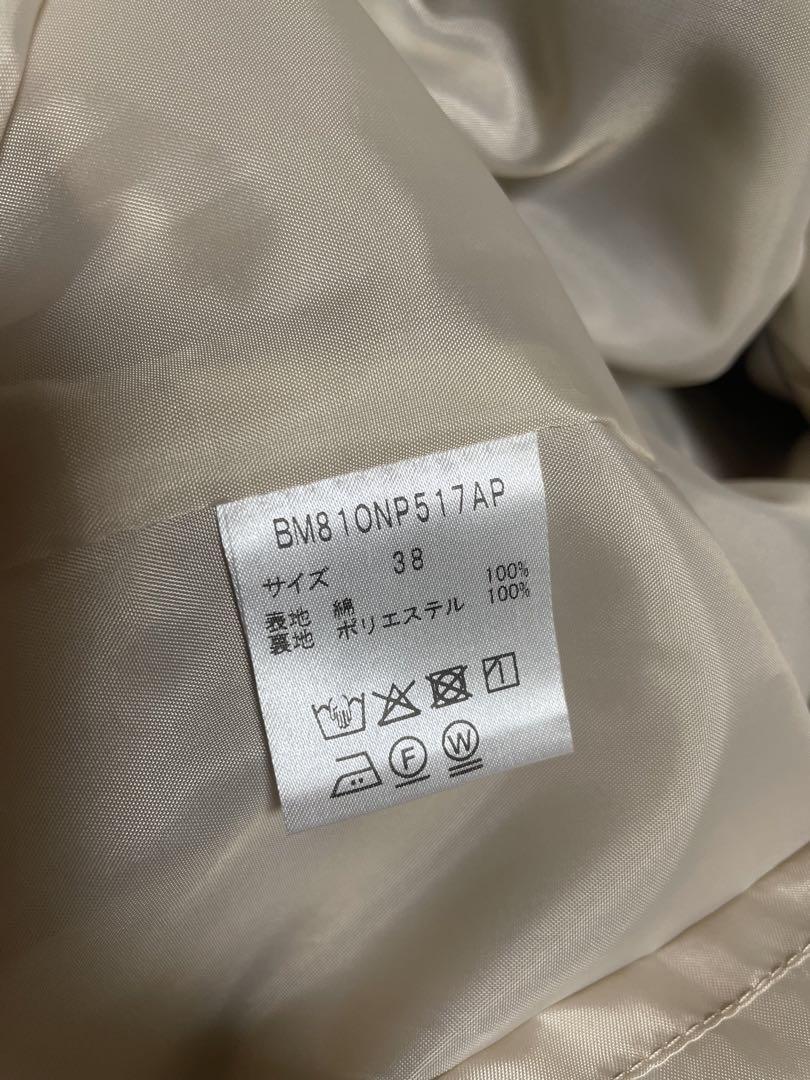 BM810NP517AP
サイズ 38
表地 綿 100%
裏地 ポリエステル 100%
F W